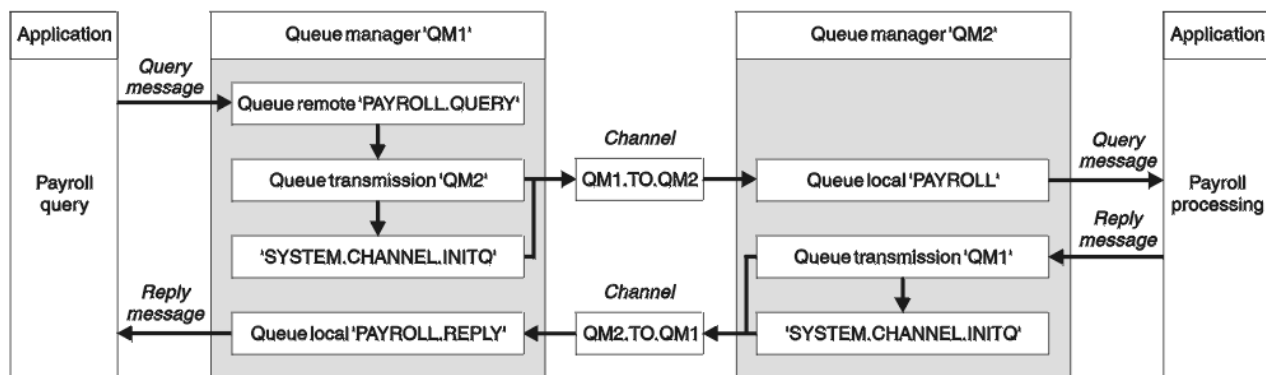 Application
Queue manager 'QM1'
Queue manager 'QM2'
Application
Query
message
Queue remote 'PAYROLL.QUERY'
Channel
Query
message
Payroll
query
Queue transmission 'QM2'
QM1.TO.QM2
Queue local 'PAYROLL'
Payroll
processing
Reply
message
'SYSTEM.CHANNEL.INITQ'
Queue transmission 'QM1'
Reply
message
Channel
Queue local 'PAYROLL.REPLY'
QM2.TO.QM1
'SYSTEM.CHANNEL.INITQ'